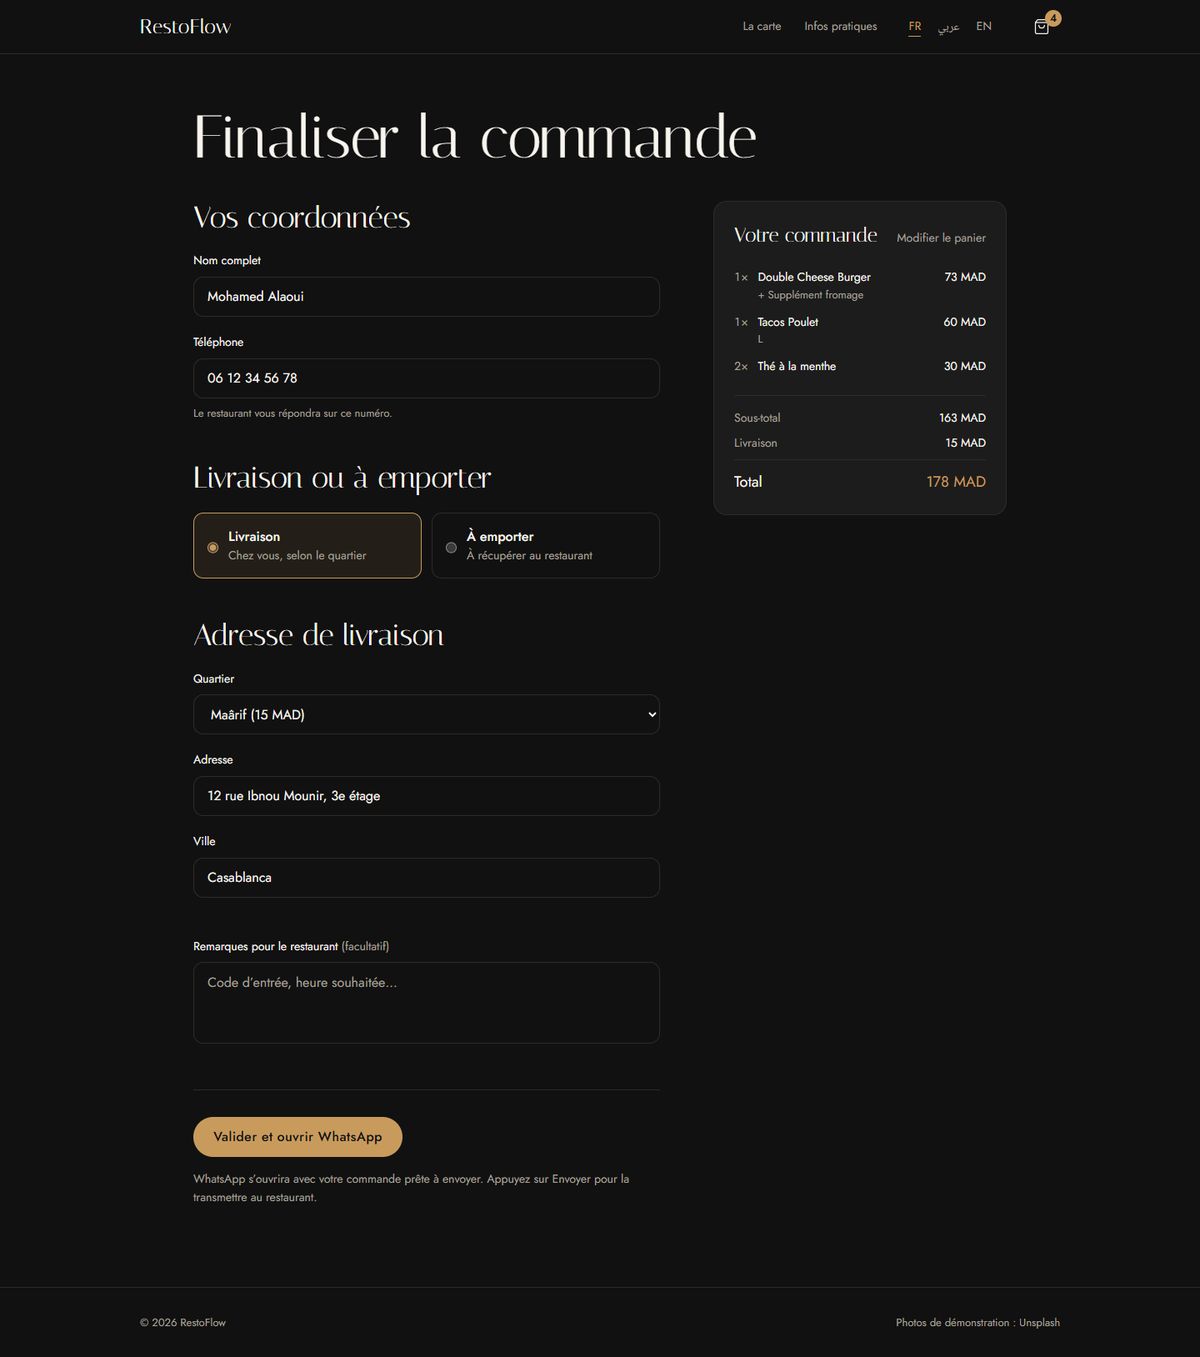 RestoFlow
La carte Infos pratiques FR عربي EN 4
Finaliser la commande
Vos coordonnées
Nom complet
Mohamed Alaoui
Téléphone
06 12 34 56 78
Le restaurant vous répondra sur ce numéro.
Livraison ou à emporter
Livraison
Chez vous, selon le quartier
À emporter
À récupérer au restaurant
Adresse de livraison
Quartier
Maârif (15 MAD)
Adresse
12 rue Ibnou Mounir, 3e étage
Ville
Casablanca
Remarques pour le restaurant (facultatif)
Code d’entrée, heure souhaitée…
Valider et ouvrir WhatsApp
WhatsApp s’ouvrira avec votre commande prête à envoyer. Appuyez sur Envoyer pour la
transmettre au restaurant.
Votre commande Modifier le panier
1× Double Cheese Burger 73 MAD
+ Supplément fromage
1× Tacos Poulet 60 MAD
L
2× Thé à la menthe 30 MAD
Sous-total 163 MAD
Livraison 15 MAD
Total 178 MAD
© 2026 RestoFlow
Photos de démonstration : Unsplash